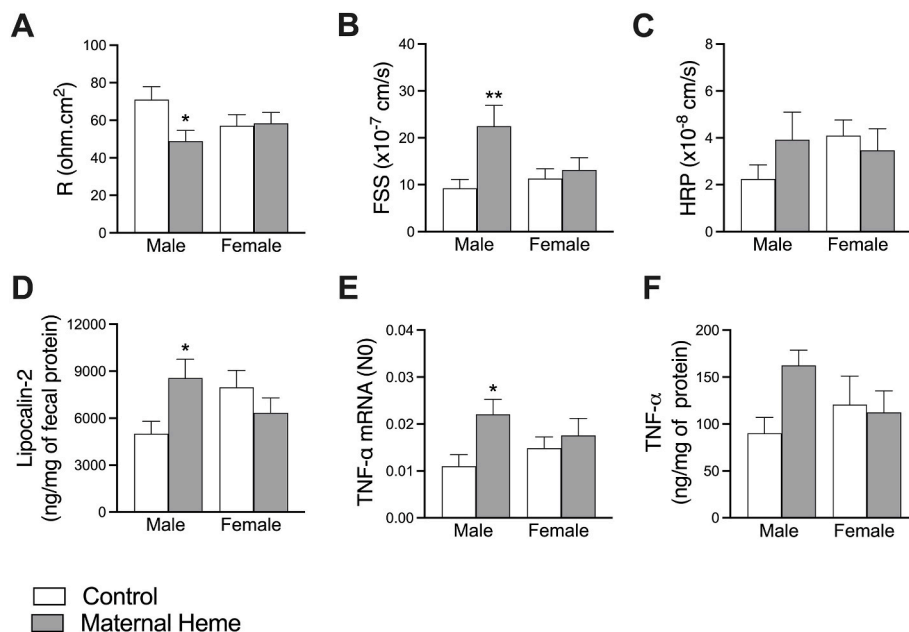 A
R (ohm.cm²)
100
80
60
40
20
0
*
Male Female
B
FSS (x10⁻⁷ cm/s)
40
30
20
10
0
**
Male Female
C
HRP (x10⁻⁸ cm/s)
8
6
4
2
0
Male Female
D
Lipocalin-2
(ng/mg of fecal protein)
12000
9000
6000
3000
0
*
Male Female
E
TNF-α mRNA (N0)
0.04
0.03
0.02
0.01
0.00
*
Male Female
F
TNF-α
(ng/mg of protein)
200
150
100
50
0
Male Female
Control
Maternal Heme